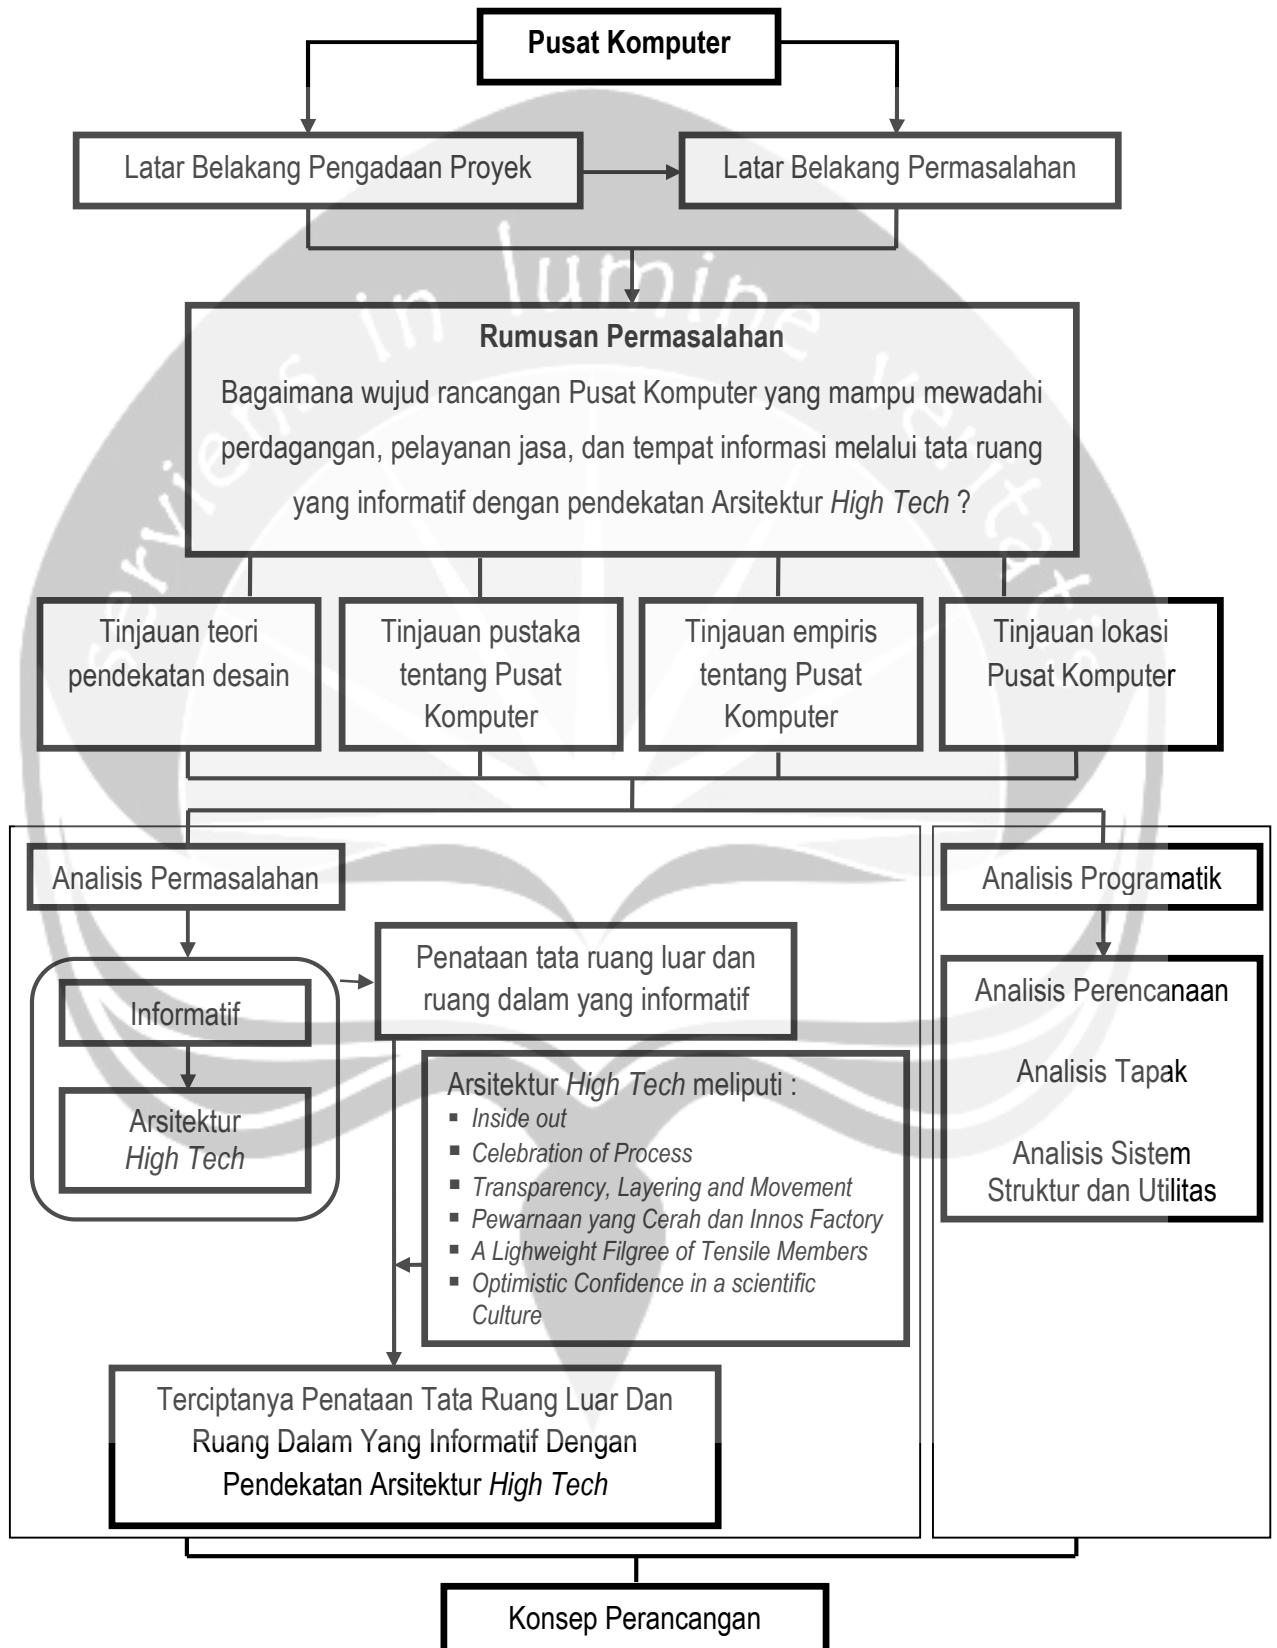 Pusat Komputer
Latar Belakang Pengadaan Proyek
Latar Belakang Permasalahan
serviens in lumine veritatis
Rumusan Permasalahan
Bagaimana wujud rancangan Pusat Komputer yang mampu mewadahi
perdagangan, pelayanan jasa, dan tempat informasi melalui tata ruang
yang informatif dengan pendekatan Arsitektur High Tech ?
Tinjauan teori
pendekatan desain
Tinjauan pustaka
tentang Pusat
Komputer
Tinjauan empiris
tentang Pusat
Komputer
Tinjauan lokasi
Pusat Komputer
Analisis Permasalahan
Informatif
Arsitektur
High Tech
Penataan tata ruang luar dan
ruang dalam yang informatif
Arsitektur High Tech meliputi :
▪ Inside out
▪ Celebration of Process
▪ Transparency, Layering and Movement
▪ Pewarnaan yang Cerah dan Innos Factory
▪ A Lighweight Filgree of Tensile Members
▪ Optimistic Confidence in a scientific
Culture
Terciptanya Penataan Tata Ruang Luar Dan
Ruang Dalam Yang Informatif Dengan
Pendekatan Arsitektur High Tech
Analisis Programatik
Analisis Perencanaan
Analisis Tapak
Analisis Sistem
Struktur dan Utilitas
Konsep Perancangan